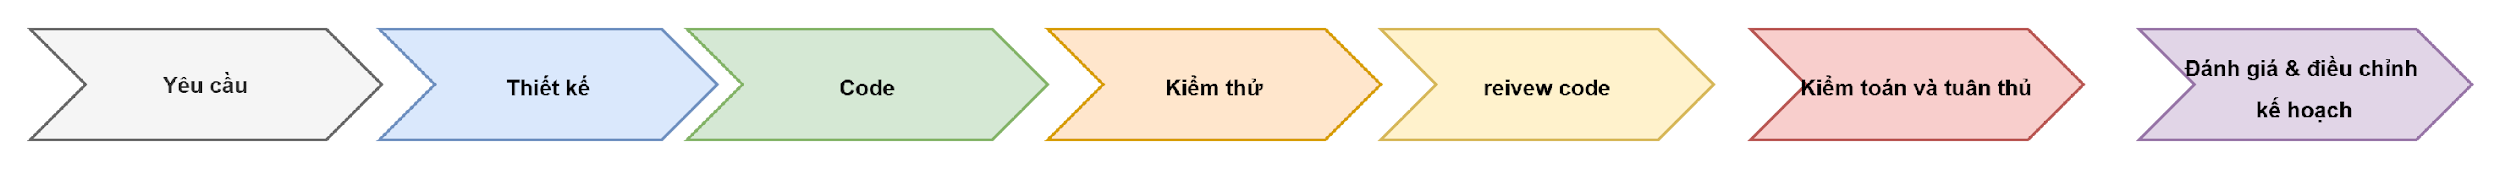 Yêu cầu
Thiết kế
Code
Kiểm thử
reivew code
Kiểm toán và tuân thủ
Đánh giá & điều chỉnh
kế hoạch